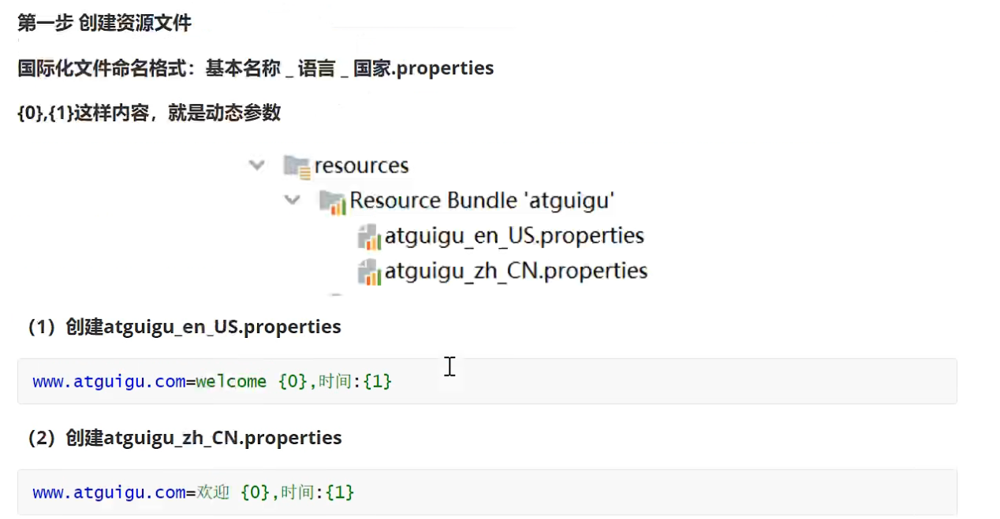 第一步 创建资源文件
国际化文件命名格式：基本名称 _ 语言 _ 国家.properties
{0},{1}这样内容，就是动态参数
resources
Resource Bundle 'atguigu'
atguigu_en_US.properties
atguigu_zh_CN.properties
（1）创建atguigu_en_US.properties
www.atguigu.com=welcome {0},时间:{1}
（2）创建atguigu_zh_CN.properties
www.atguigu.com=欢迎 {0},时间:{1}